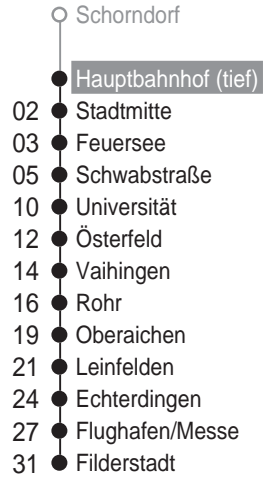 Schorndorf
Hauptbahnhof (tief)
02 Stadtmitte
03 Feuersee
05 Schwabstraße
10 Universität
12 Österfeld
14 Vaihingen
16 Rohr
19 Oberaichen
21 Leinfelden
24 Echterdingen
27 Flughafen/Messe
31 Filderstadt